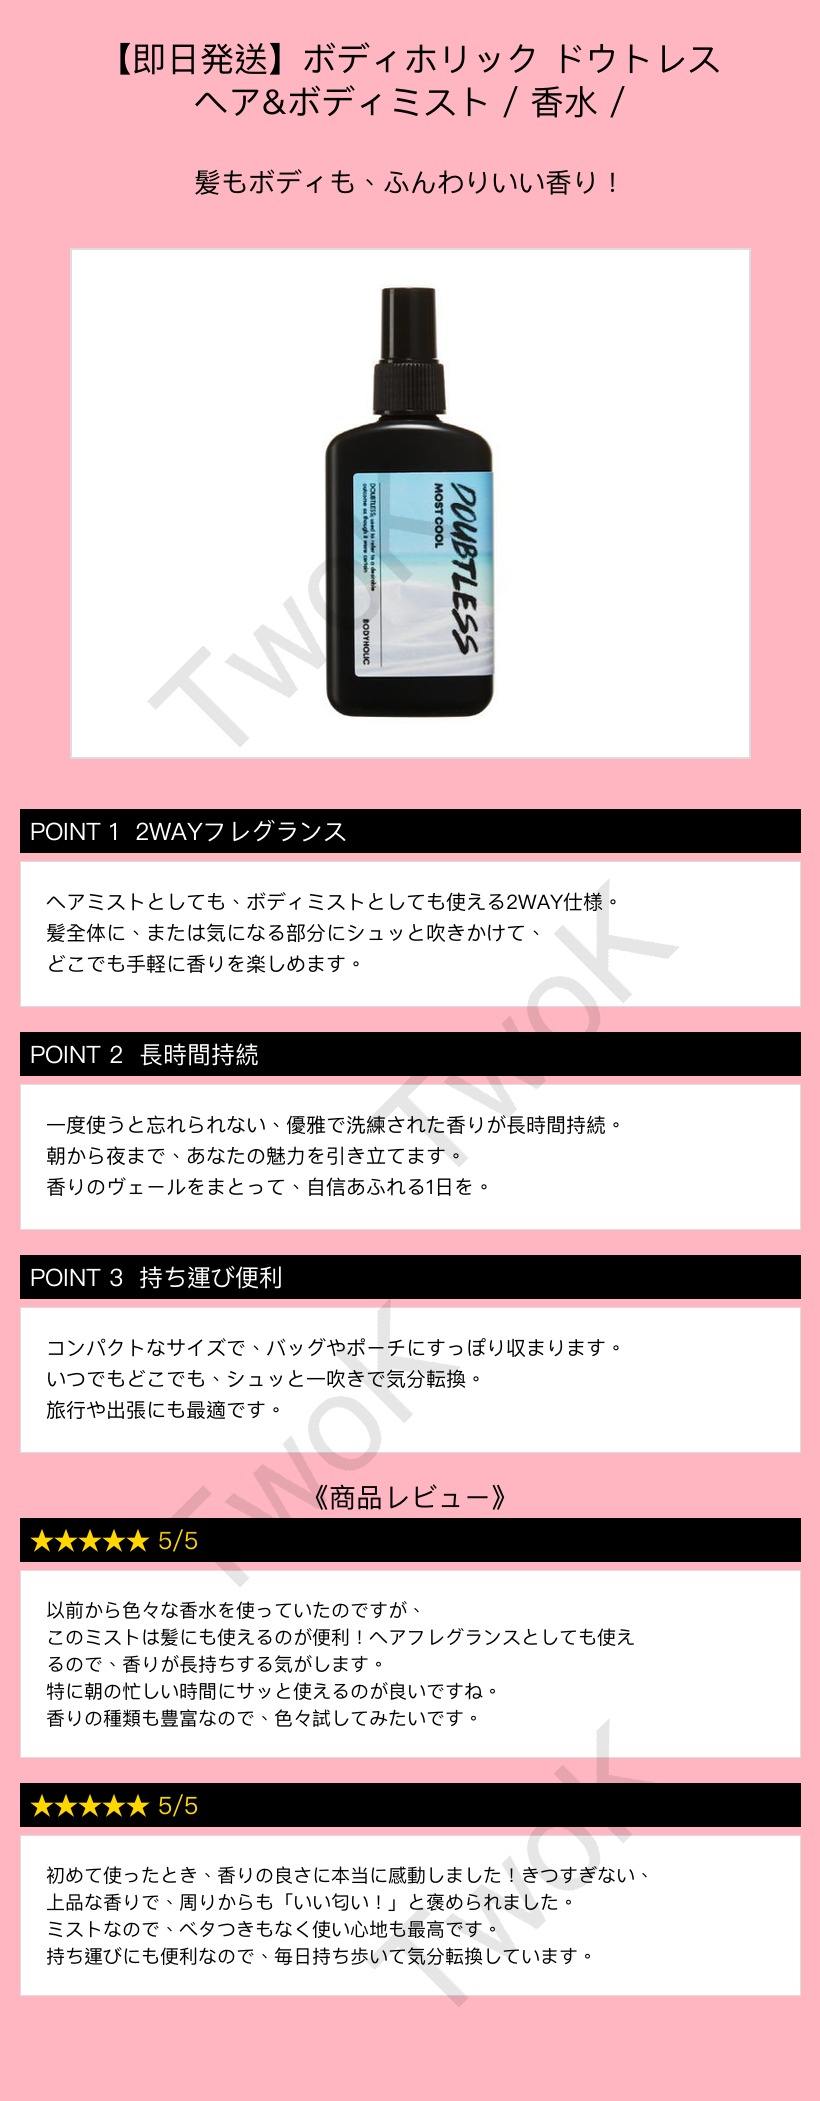 【即日発送】ボディホリック ドウトレス
ヘア&ボディミスト / 香水 /
髪もボディも、ふんわりいい香り！
DOUBTLESS
MOST COOL
DOUBTLESS; used to refer to a desirable
outcome as though it were certain
BODYHOLIC
TwoK
POINT 1 2WAYフレグランス
ヘアミストとしても、ボディミストとしても使える2WAY仕様。
髪全体に、または気になる部分にシュッと吹きかけて、
どこでも手軽に香りを楽しめます。
TwoK
POINT 2 長時間持続
一度使うと忘れられない、優雅で洗練された香りが長時間持続。
朝から夜まで、あなたの魅力を引き立てます。
香りのヴェールをまとって、自信あふれる1日を。
POINT 3 持ち運び便利
コンパクトなサイズで、バッグやポーチにすっぽり収まります。
いつでもどこでも、シュッと一吹きで気分転換。
旅行や出張にも最適です。
TwoK
《商品レビュー》
★★★★★ 5/5
以前から色々な香水を使っていたのですが、
このミストは髪にも使えるのが便利！ヘアフレグランスとしても使え
るので、香りが長持ちする気がします。
特に朝の忙しい時間にサッと使えるのが良いですね。
香りの種類も豊富なので、色々試してみたいです。
★★★★★ 5/5
初めて使ったとき、香りの良さに本当に感動しました！きつすぎない、
上品な香りで、周りからも「いい匂い！」と褒められました。
ミストなので、ベタつきもなく使い心地も最高です。
持ち運びにも便利なので、毎日持ち歩いて気分転換しています。
TwoK